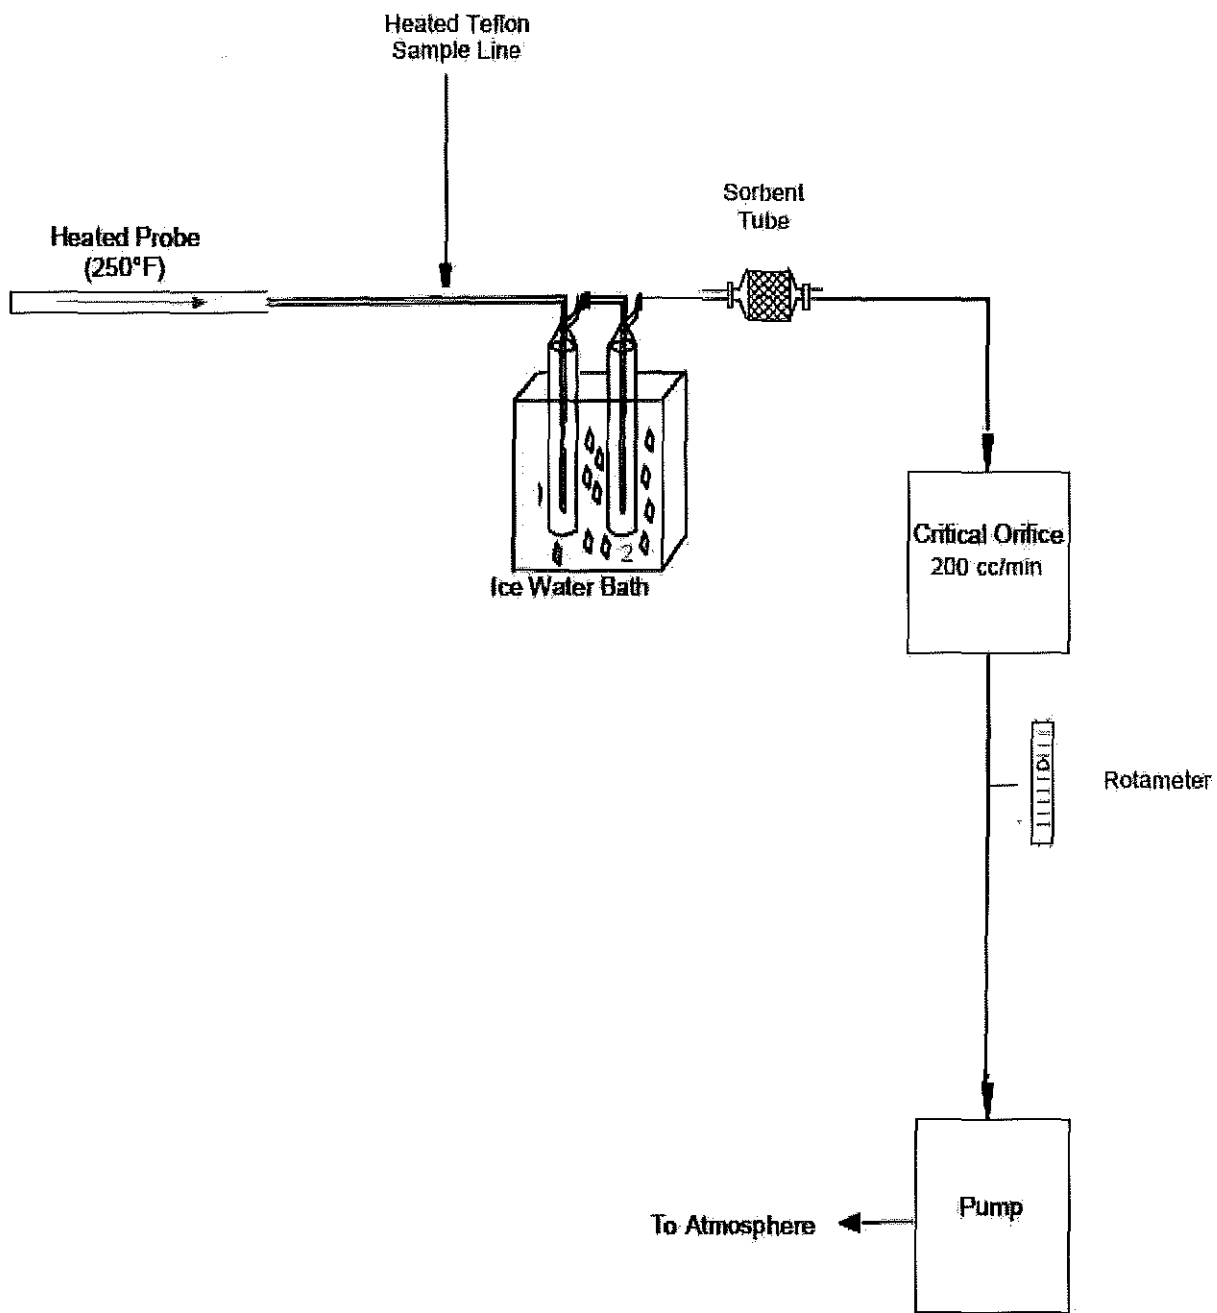 Heated Teflon
Sample Line
Sorbent
Tube
Heated Probe
(250°F)
1
2
Ice Water Bath
Critical Orifice
200 cc/min
Rotameter
Pump
To Atmosphere